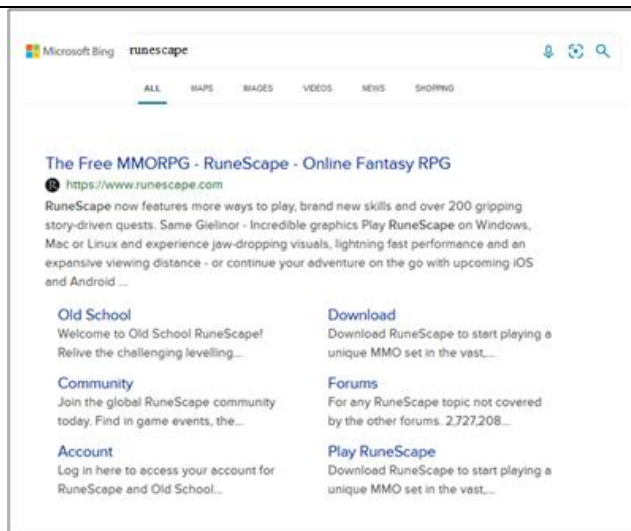 Microsoft Bing runescape
ALL MAPS IMAGES VIDEOS NEWS SHOPPING
The Free MMORPG - RuneScape - Online Fantasy RPG
R https://www.runescape.com
RuneScape now features more ways to play, brand new skills and over 200 gripping
story-driven quests. Same Gielinor - Incredible graphics Play RuneScape on Windows,
Mac or Linux and experience jaw-dropping visuals, lightning fast performance and an
expansive viewing distance - or continue your adventure on the go with upcoming iOS
and Android ...
Old School
Welcome to Old School RuneScape!
Relive the challenging levelling...
Community
Join the global RuneScape community
today. Find in game events, the...
Account
Log in here to access your account for
RuneScape and Old School...
Download
Download RuneScape to start playing a
unique MMO set in the vast,...
Forums
For any RuneScape topic not covered
by the other forums. 2,727,208...
Play RuneScape
Download RuneScape to start playing a
unique MMO set in the vast,...